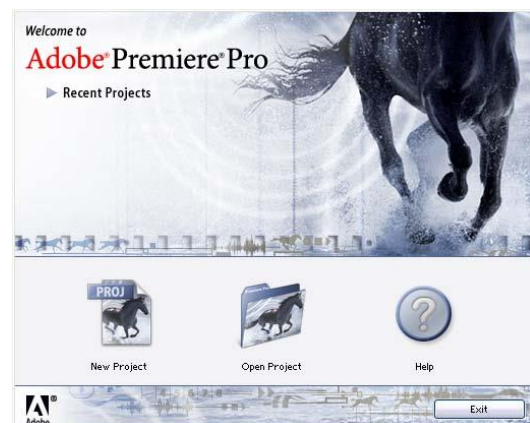 Welcome to
Adobe® Premiere® Pro
Recent Projects
PROJ
New Project
Open Project
Help
Adobe
Exit